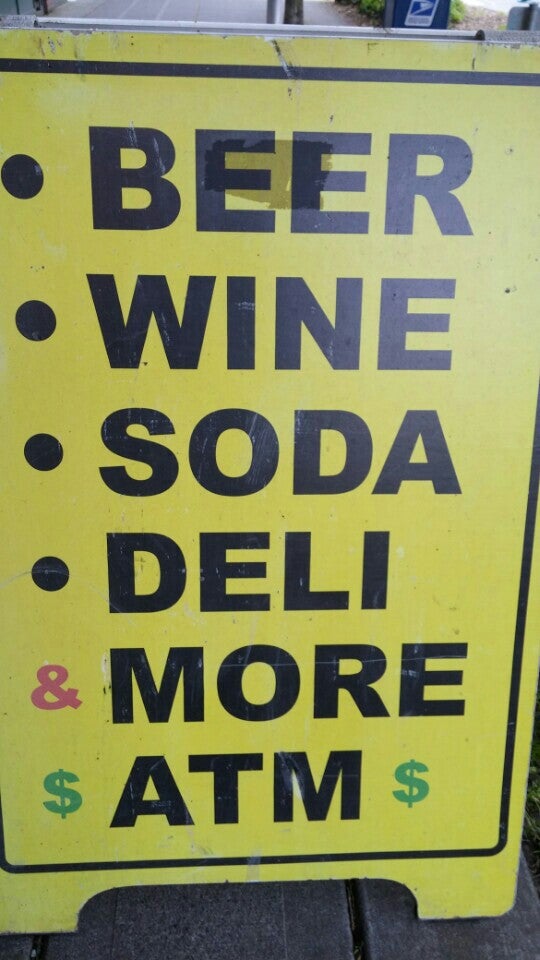 • BEER
• WINE
• SODA
• DELI
& MORE
$ ATM $